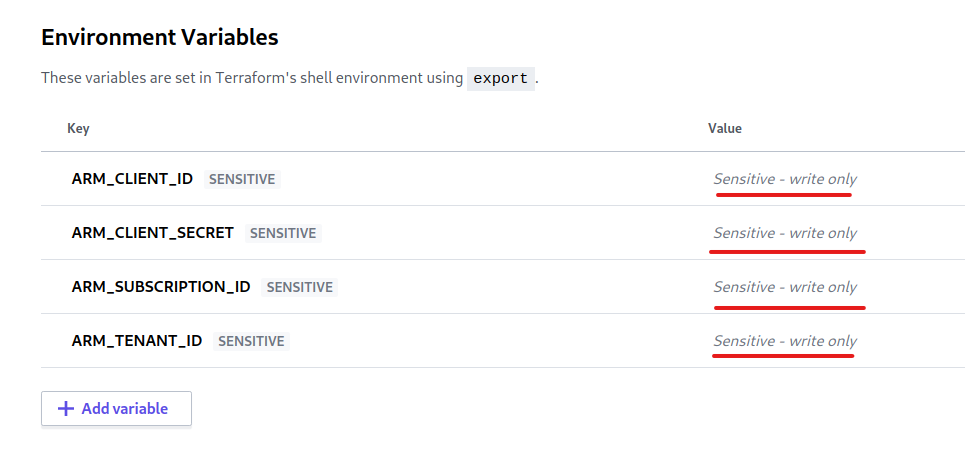 Environment Variables
These variables are set in Terraform's shell environment using export.
Key Value
ARM_CLIENT_ID SENSITIVE Sensitive - write only
ARM_CLIENT_SECRET SENSITIVE Sensitive - write only
ARM_SUBSCRIPTION_ID SENSITIVE Sensitive - write only
ARM_TENANT_ID SENSITIVE Sensitive - write only
+ Add variable